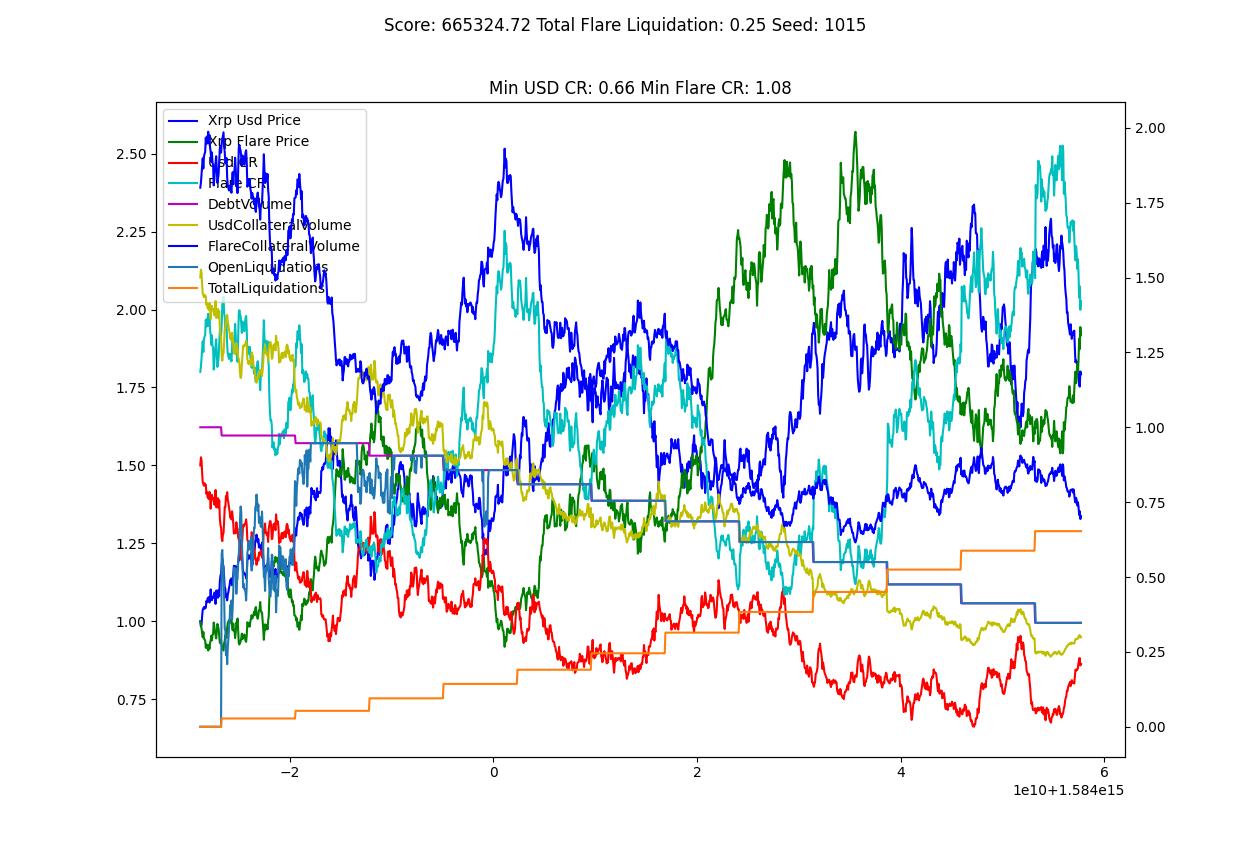 Score: 665324.72 Total Flare Liquidation: 0.25 Seed: 1015
Min USD CR: 0.66 Min Flare CR: 1.08
Xrp Usd Price
Xrp Flare Price
Usd CR
Flare CR
DebtVolume
UsdCollateralVolume
FlareCollateralVolume
OpenLiquidations
TotalLiquidations
2.50
2.25
2.00
1.75
1.50
1.25
1.00
0.75
2.00
1.75
1.50
1.25
1.00
0.75
0.50
0.25
0.00
−2 0 2 4 6
1e10+1.584e15